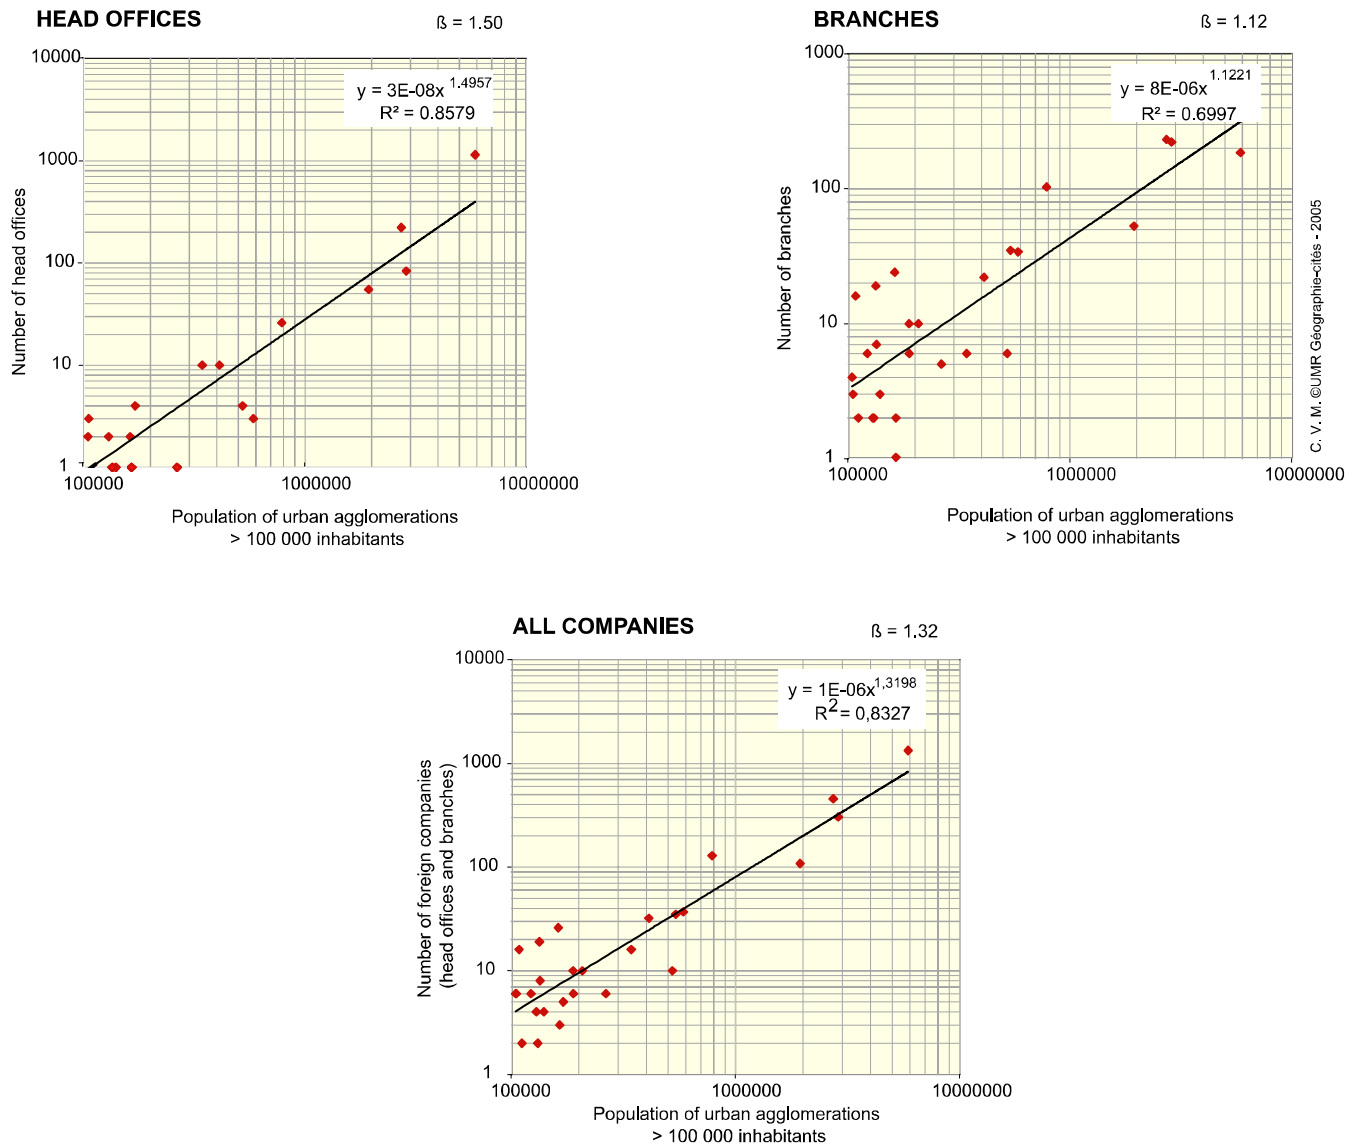 HEAD OFFICES
ß = 1.50
10000
1000
100
10
1
y = 3E-08x 1.4957
R² = 0.8579
Number of head offices
100000
1000000
10000000
Population of urban agglomerations
> 100 000 inhabitants
BRANCHES
ß = 1.12
1000
100
10
1
y = 8E-06x 1.1221
R² = 0.6997
Number of branches
1000000
1000000
10000000
Population of urban agglomerations
> 100 000 inhabitants
C. V. M. ©UMR Géographie-cités - 2005
ALL COMPANIES
ß = 1.32
10000
1000
100
10
1
y = 1E-06x1,3198
R2 = 0,8327
Number of foreign companies
(head offices and branches)
100000
1000000
10000000
Population of urban agglomerations
> 100 000 inhabitants